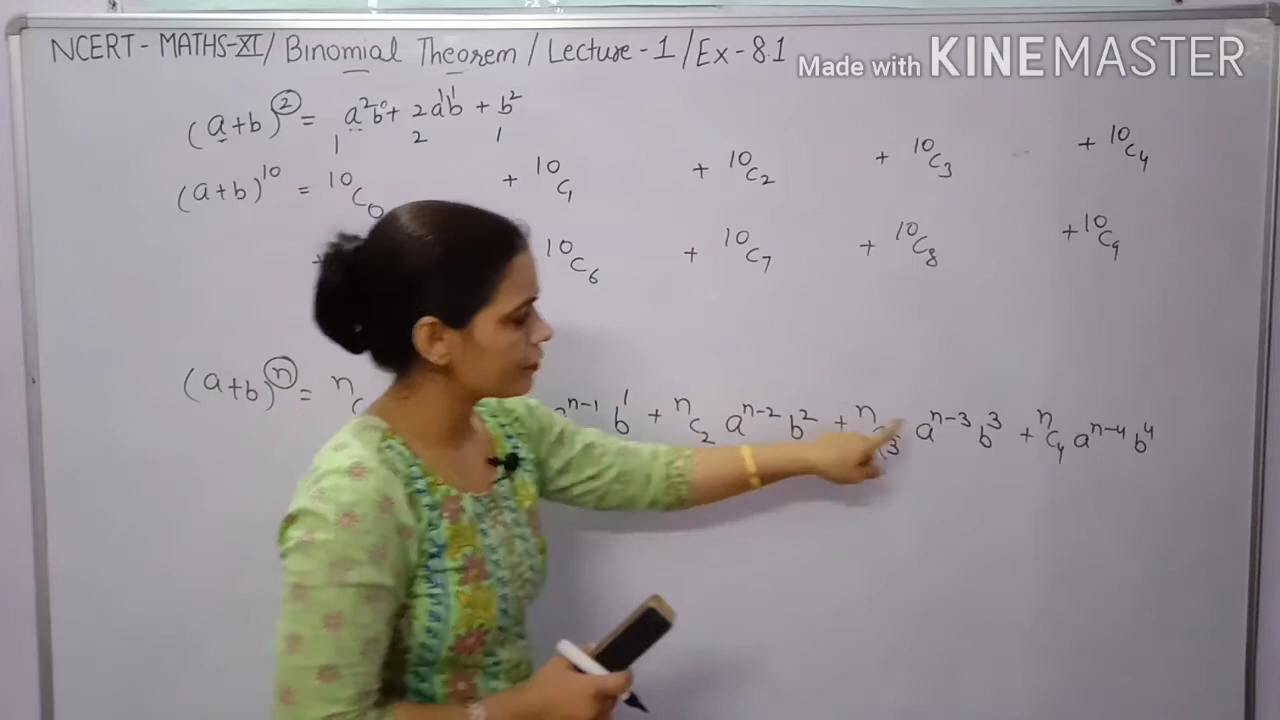 NCERT - MATHS-XI / Binomial Theorem / Lecture - 1 / Ex - 8.1
Made with KINEMASTER
(a+b)² = a²b⁰ + 2a¹b¹ + b²
1 2 1
(a+b)¹⁰ = ¹⁰C₀ + ¹⁰C₁ + ¹⁰C₂ + ¹⁰C₃ + ¹⁰C₄
+ ¹⁰C₆ + ¹⁰C₇ + ¹⁰C₈ + ¹⁰C₉
(a+b)ⁿ = ⁿC aⁿ⁻¹ b¹ + ⁿC₂ aⁿ⁻² b² + ⁿC₃ aⁿ⁻³ b³ + ⁿC₄ aⁿ⁻⁴ b⁴